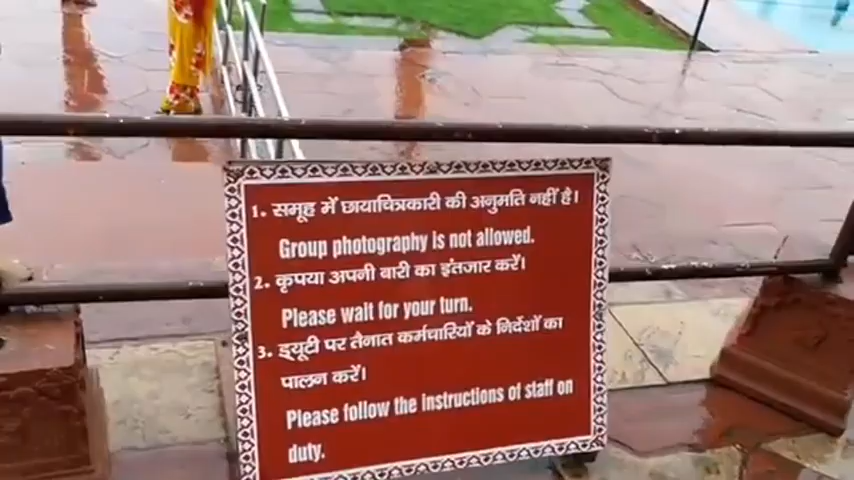 1. समूह में छायाचित्रकारी की अनुमति नहीं है।
Group photography is not allowed.
2. कृपया अपनी बारी का इंतजार करें।
Please wait for your turn.
3. ड्यूटी पर तैनात कर्मचारियों के निर्देशों का
पालन करें।
Please follow the instructions of staff on
duty.